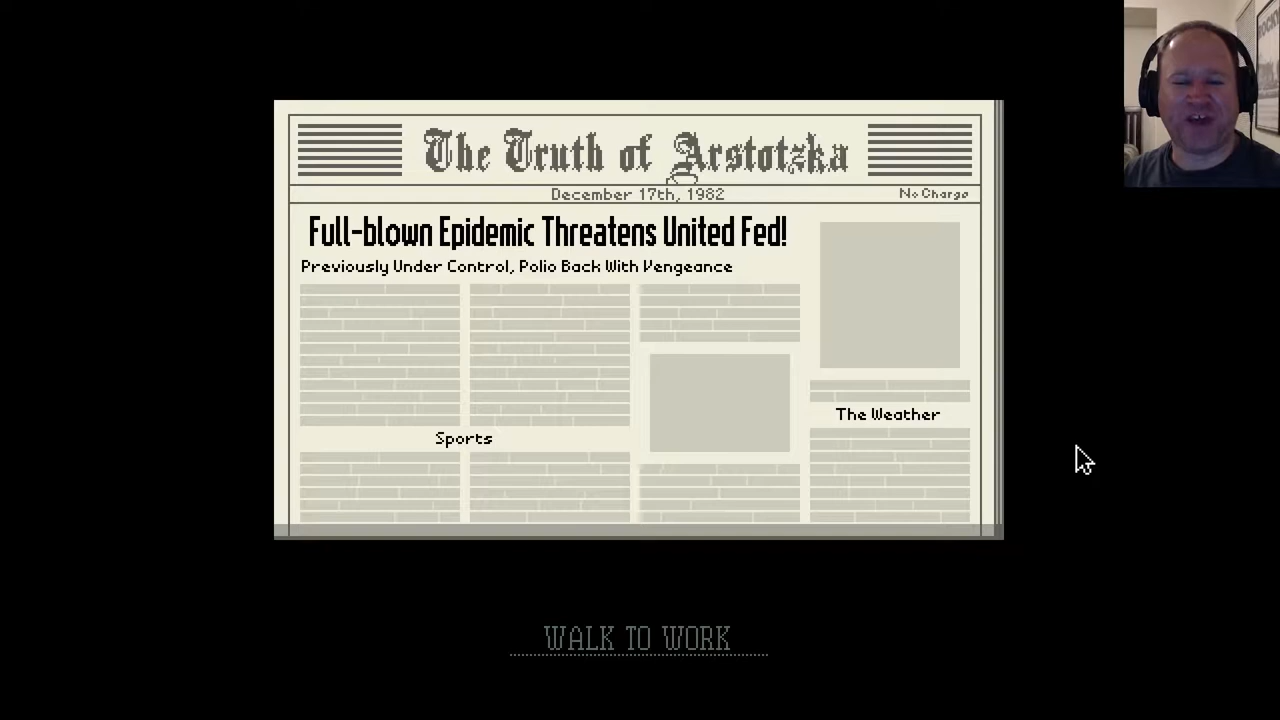 The Truth of Arstotzka
December 17th, 1982
No Charge
Full-blown Epidemic Threatens United Fed!
Previously Under Control, Polio Back With Vengeance
The Weather
Sports
WALK TO WORK